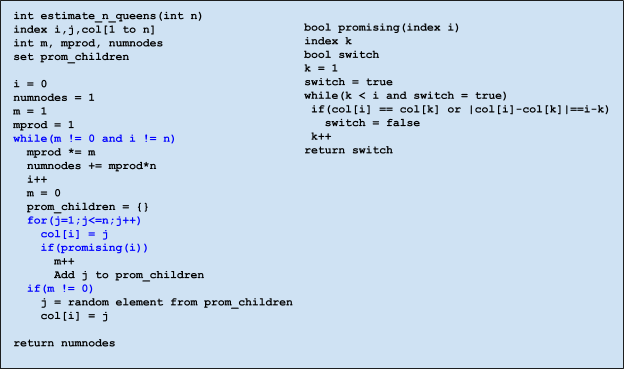 int estimate_n_queens(int n)
index i,j,col[1 to n]
int m, mprod, numnodes
set prom_children

i = 0
numnodes = 1
m = 1
mprod = 1
while(m != 0 and i != n)
  mprod *= m
  numnodes += mprod*n
  i++
  m = 0
  prom_children = {}
  for(j=1;j<=n;j++)
    col[i] = j
    if(promising(i))
      m++
      Add j to prom_children
  if(m != 0)
    j = random element from prom_children
    col[i] = j

return numnodes

bool promising(index i)
index k
bool switch
k = 1
switch = true
while(k < i and switch = true)
 if(col[i] == col[k] or |col[i]-col[k]|==i-k)
   switch = false
 k++
return switch